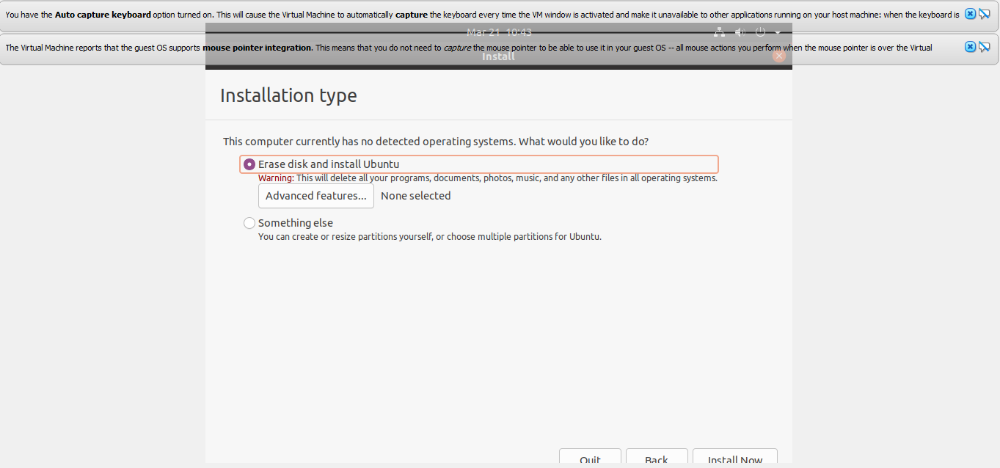 You have the Auto capture keyboard option turned on. This will cause the Virtual Machine to automatically capture the keyboard every time the VM window is activated and make it unavailable to other applications running on your host machine: when the keyboard is
Mar 21 10:43
The Virtual Machine reports that the guest OS supports mouse pointer integration. This means that you do not need to capture the mouse pointer to be able to use it in your guest OS -- all mouse actions you perform when the mouse pointer is over the Virtual
Install
Installation type
This computer currently has no detected operating systems. What would you like to do?
Erase disk and install Ubuntu
Warning: This will delete all your programs, documents, photos, music, and any other files in all operating systems.
Advanced features... None selected
Something else
You can create or resize partitions yourself, or choose multiple partitions for Ubuntu.
Quit Back Install Now